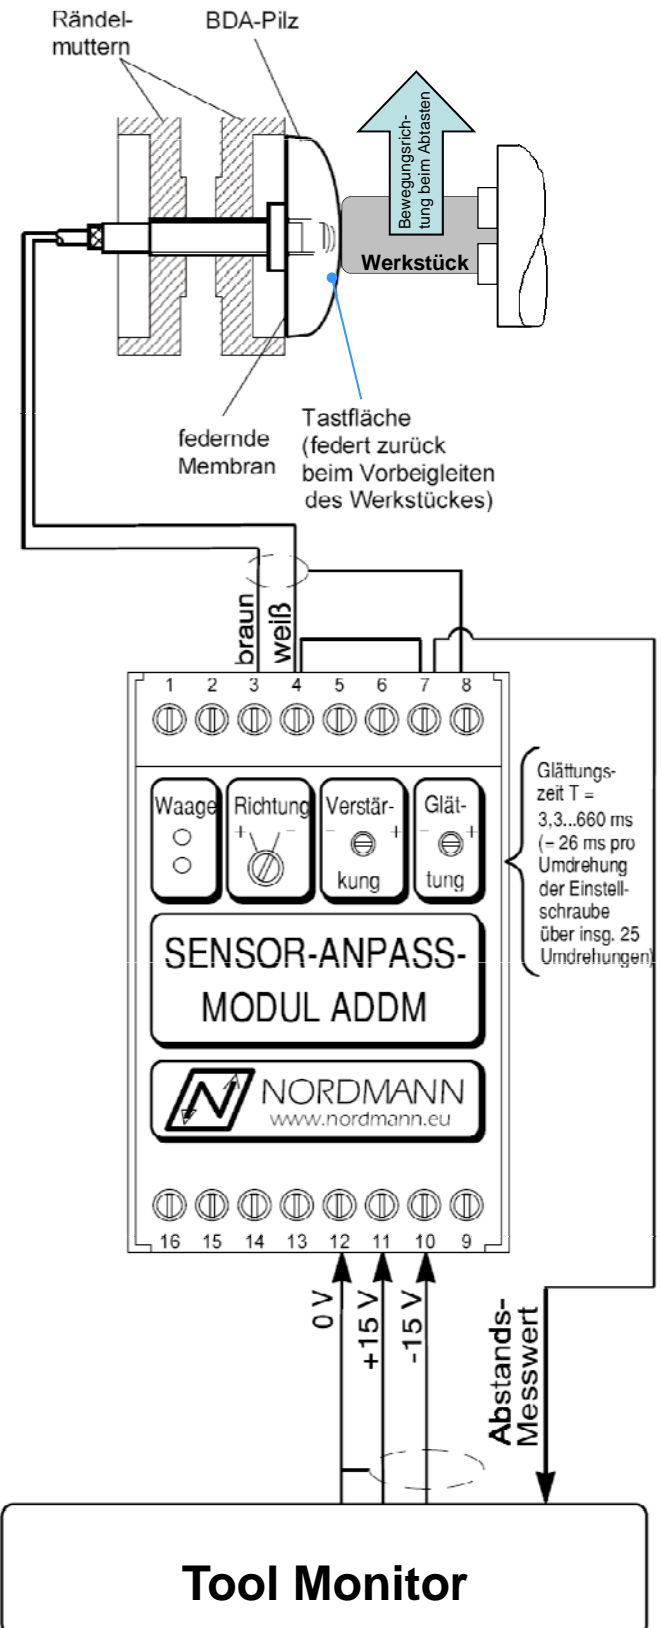 Rändel-
muttern
BDA-Pilz
Bewegungsrich-
tung beim Abtasten
Werkstück
federnde
Membran
Tastfläche
(federt zurück
beim Vorbeigleiten
des Werkstückes)
braun
weiß
1 2 3 4 5 6 7 8
Waage
Richtung
+ -
Verstär-
- +
kung
Glät-
- +
tung
Glättungs-
zeit T =
3,3...660 ms
(= 26 ms pro
Umdrehung
der Einstell-
schraube
über insg. 25
Umdrehungen)
SENSOR-ANPASS-
MODUL ADDM
NORDMANN
www.nordmann.eu
16 15 14 13 12 11 10 9
0 V
+15 V
-15 V
Abstands-
Messwert
Tool Monitor